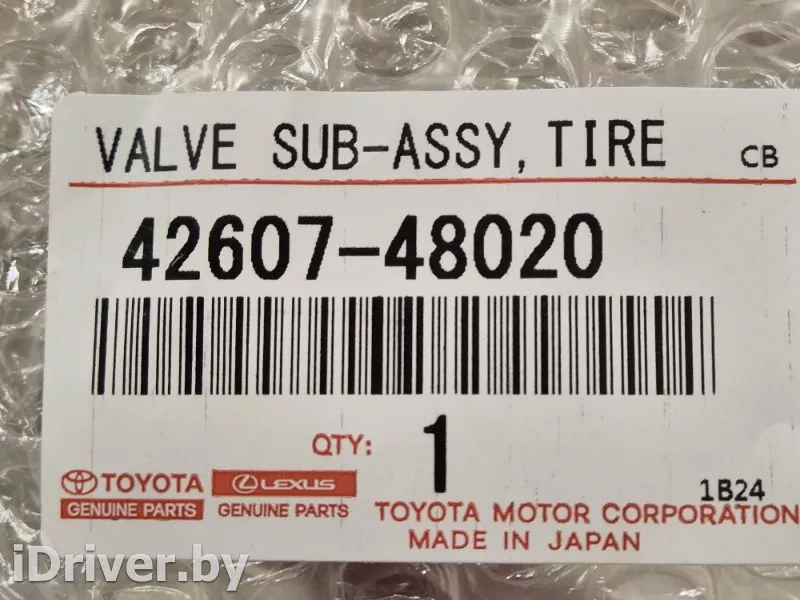 VALVE SUB-ASSY, TIRE CB
42607-48020
QTY: 1
TOYOTA LEXUS 1B24
GENUINE PARTS GENUINE PARTS TOYOTA MOTOR CORPORATION
MADE IN JAPAN
iDriver.by